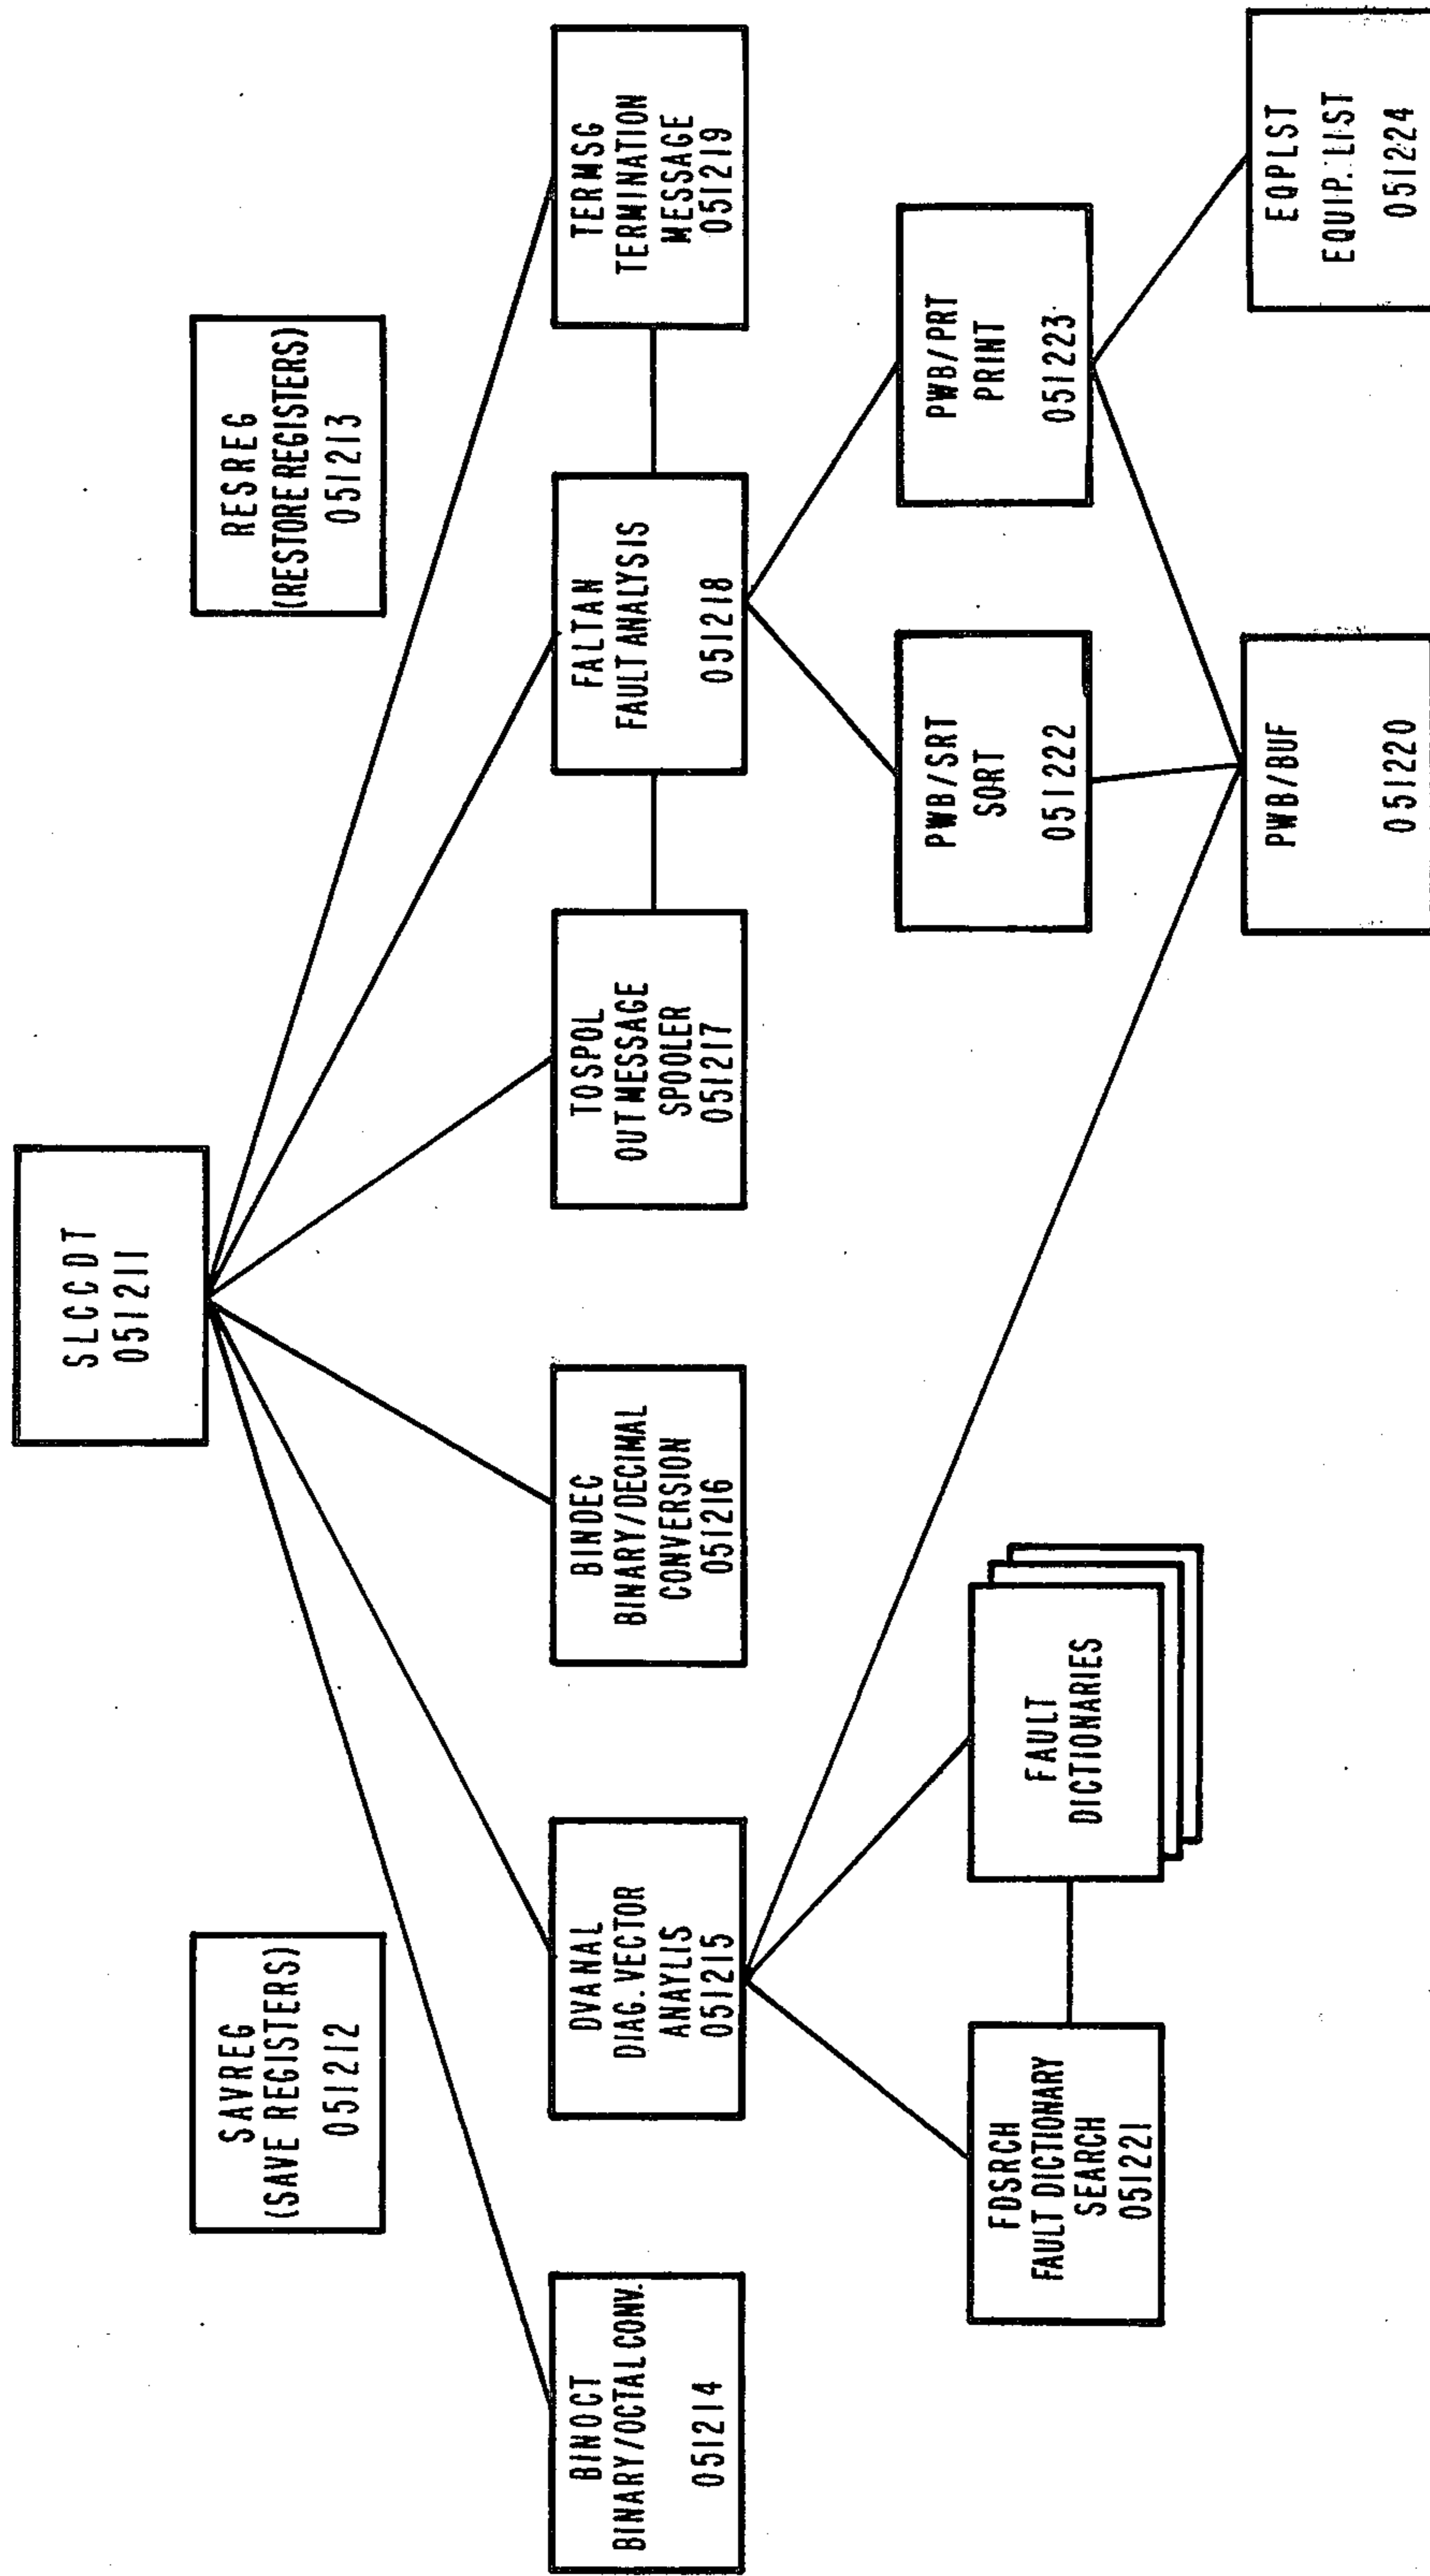 SLCCDT
051211
SAVREG
(SAVE REGISTERS)
051212
RESREG
(RESTORE REGISTERS)
051213
BINOCT
BINARY/OCTAL CONV.
051214
DVANAL
DIAG. VECTOR
ANAYLIS
051215
BINDEC
BINARY/DECIMAL
CONVERSION
051216
TOSPOL
OUT MESSAGE
SPOOLER
051217
FALTAN
FAULT ANALYSIS
051218
TERMSG
TERMINATION
MESSAGE
051219
FDSRCH
FAULT DICTIONARY
SEARCH
051221
FAULT
DICTIONARIES
PWB/SRT
SORT
051222
PWB/PRT
PRINT
051223
PWB/BUF
051220
EQPLST
EQUIP. LIST
051224